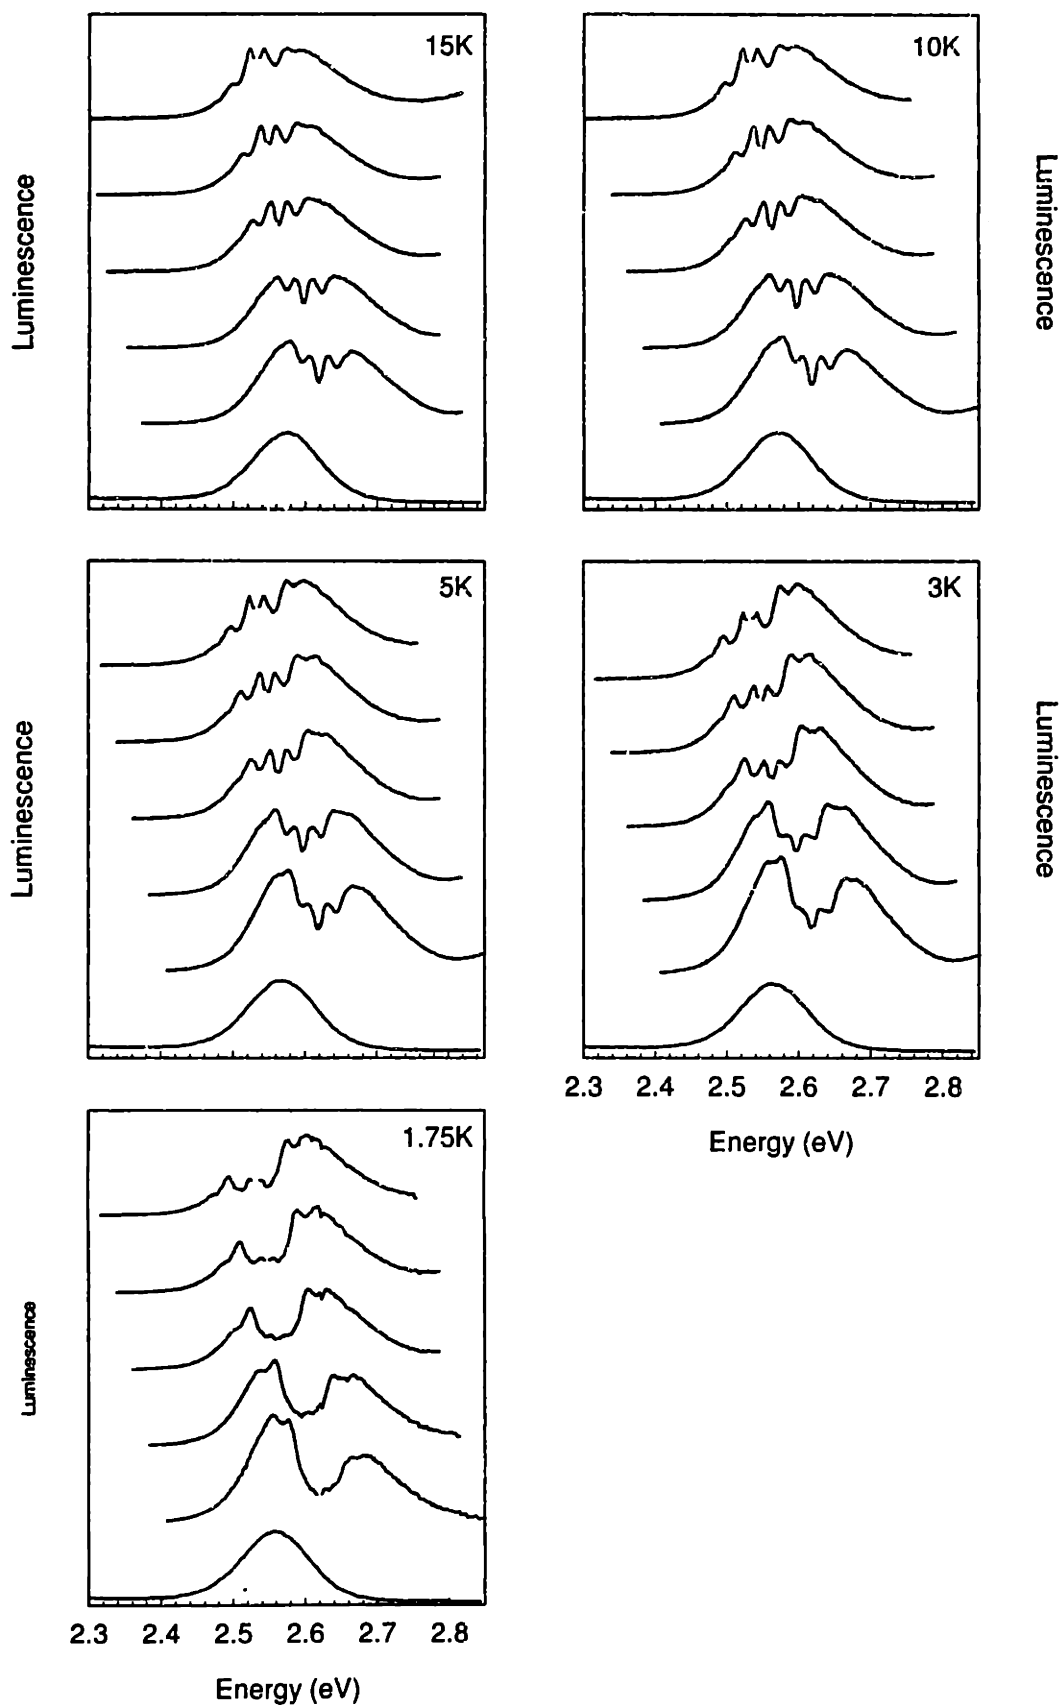 15K
10K
Luminescence
Luminescence
5K
3K
Luminescence
Luminescence
2.3 2.4 2.5 2.6 2.7 2.8
Energy (eV)
1.75K
Luminescence
2.3 2.4 2.5 2.6 2.7 2.8
Energy (eV)